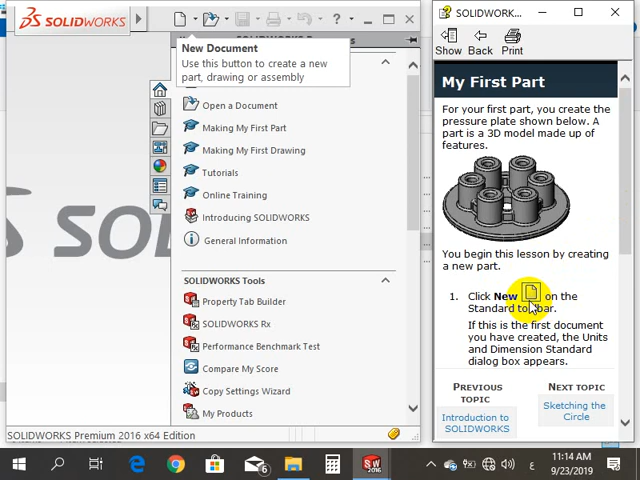 SOLIDWORKS
?
New Document
Use this button to create a new
part, drawing or assembly
Open a Document
Making My First Part
Making My First Drawing
Tutorials
Online Training
Introducing SOLIDWORKS
General Information
SOLIDWORKS Tools
Property Tab Builder
SOLIDWORKS Rx
Performance Benchmark Test
Compare My Score
Copy Settings Wizard
My Products
SOLIDWORKS Premium 2016 x64 Edition
SOLIDWORK...
Show Back Print
My First Part
For your first part, you create the
pressure plate shown below. A
part is a 3D model made up of
features.
You begin this lesson by creating
a new part.
1. Click New on the
Standard toolbar.
If this is the first document
you have created, the Units
and Dimension Standard
dialog box appears.
PREVIOUS
TOPIC
Introduction to
SOLIDWORKS
NEXT TOPIC
Sketching the
Circle
6
SW
2016
ع
11:14 AM
9/23/2019